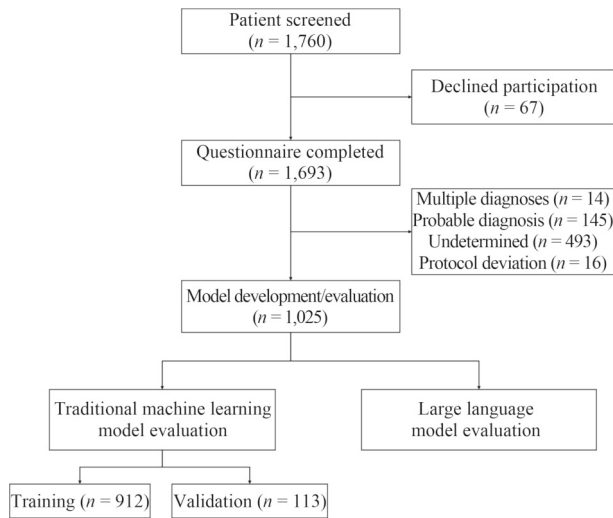 Patient screened
(n = 1,760)
Declined participation
(n = 67)
Questionnaire completed
(n = 1,693)
Multiple diagnoses (n = 14)
Probable diagnosis (n = 145)
Undetermined (n = 493)
Protocol deviation (n = 16)
Model development/evaluation
(n = 1,025)
Traditional machine learning
model evaluation
Large language
model evaluation
Training (n = 912)
Validation (n = 113)